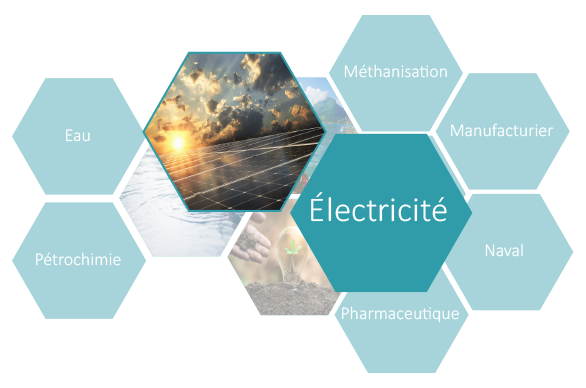 Méthanisation
Eau
Manufacturier
Électricité
Pétrochimie
Naval
Pharmaceutique